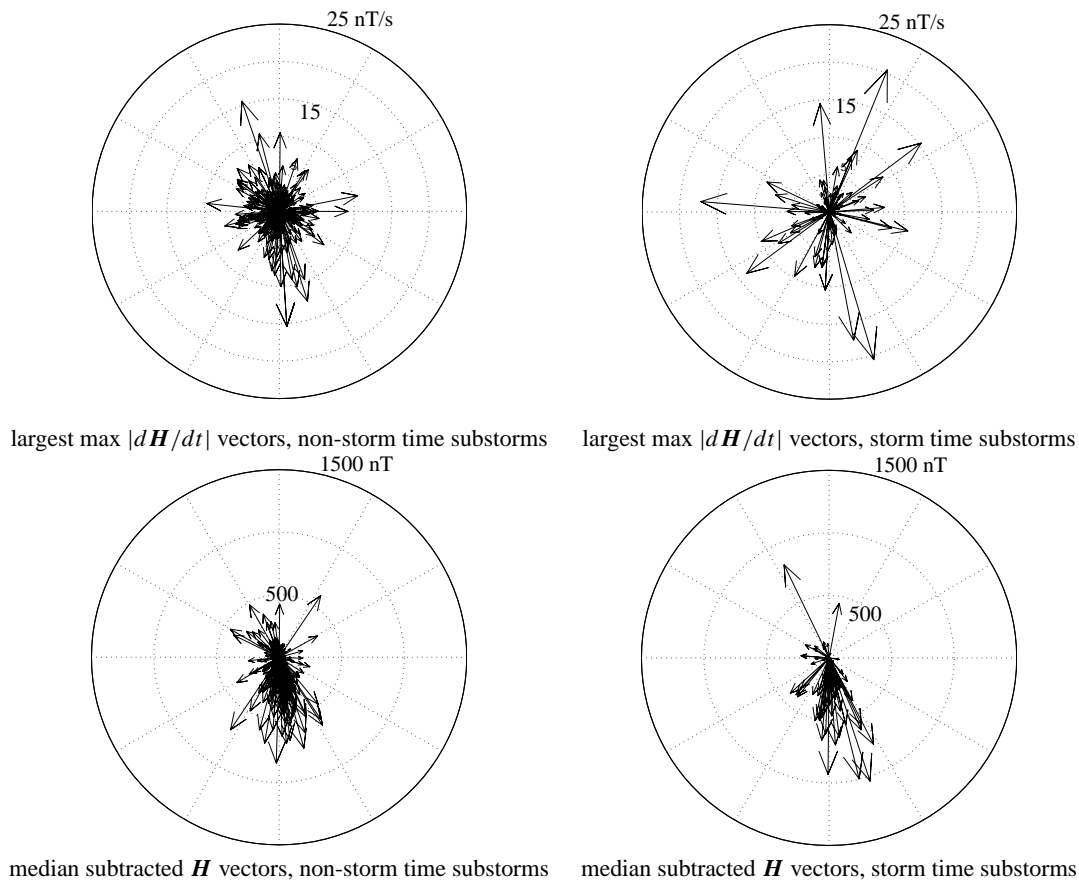 25 nT/s
25 nT/s
15
15
largest max |dH/dt| vectors, non-storm time substorms
largest max |dH/dt| vectors, storm time substorms
1500 nT
1500 nT
500
500
median subtracted H vectors, non-storm time substorms
median subtracted H vectors, storm time substorms